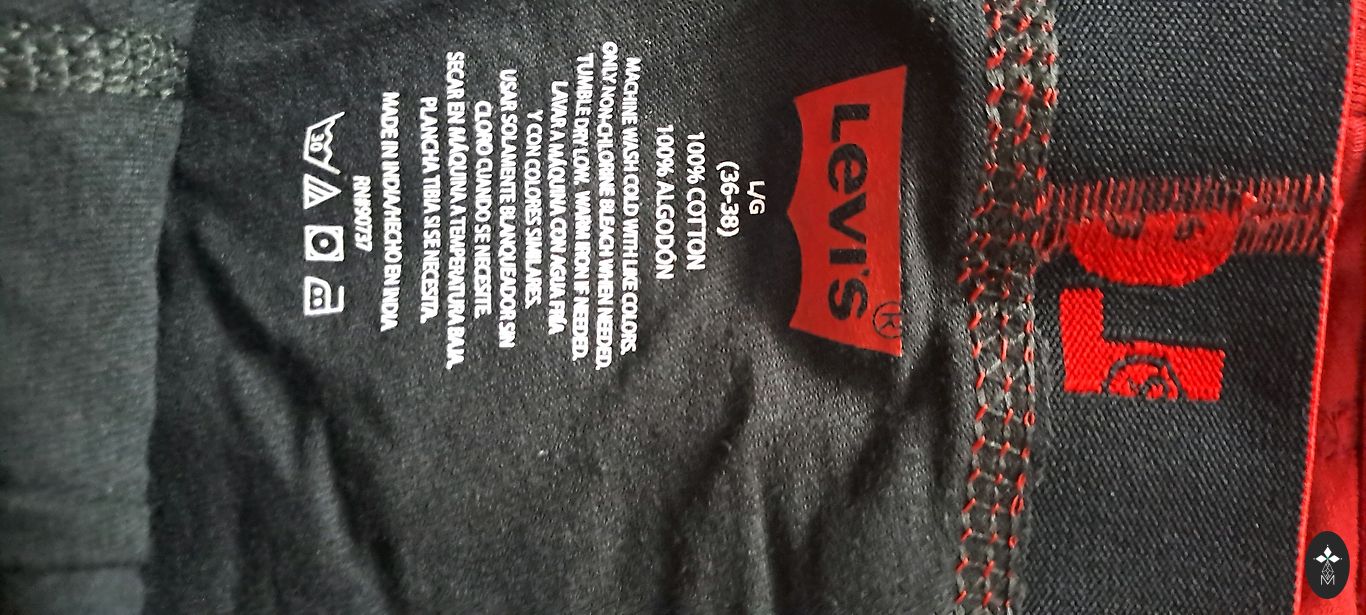 LEVI'S®
L/G
(36-38)
100% COTTON
100% ALGODÓN
MACHINE WASH COLD WITH LIKE COLORS.
ONLY NON-CHLORINE BLEACH WHEN NEEDED.
TUMBLE DRY LOW. WARM IRON IF NEEDED.
LAVAR A MÁQUINA CON AGUA FRÍA
Y CON COLORES SIMILARES.
USAR SOLAMENTE BLANQUEADOR SIN
CLORO CUANDO SE NECESITE.
SECAR EN MÁQUINA A TEMPERATURA BAJA.
PLANCHA TIBIA SI SE NECESITA.
MADE IN INDIA/HECHO EN INDIA
RN#90737
30
M